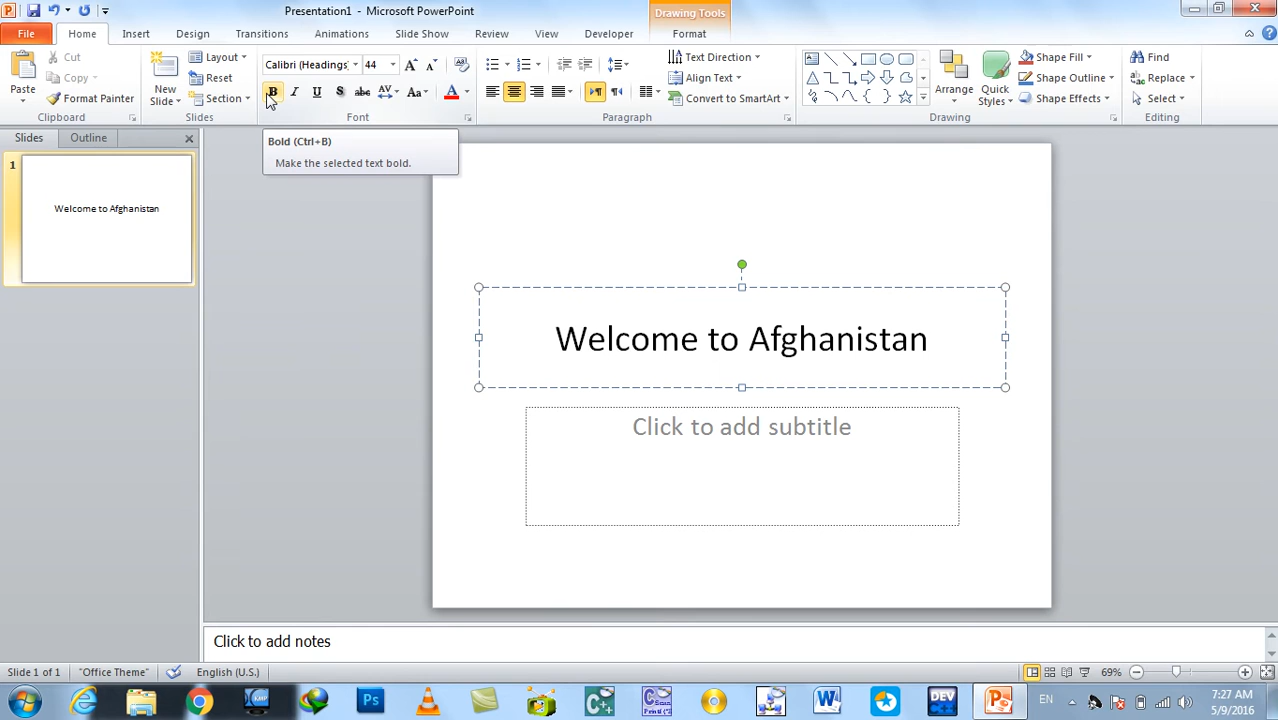 Presentation1 - Microsoft PowerPoint
Drawing Tools
File Home Insert Design Transitions Animations Slide Show Review View Developer Format
Paste
Cut
Copy
Format Painter
Clipboard
New Slide
Layout
Reset
Section
Slides
Calibri (Headings) 44
B I U S abc AV Aa A
Font
Text Direction
Align Text
Convert to SmartArt
Paragraph
Arrange
Quick Styles
Shape Fill
Shape Outline
Shape Effects
Drawing
Find
Replace
Select
Editing
Slides Outline
Bold (Ctrl+B)
Make the selected text bold.
1
Welcome to Afghanistan
Welcome to Afghanistan
Click to add subtitle
Click to add notes
Slide 1 of 1 "Office Theme" English (U.S.) 69%
EN
7:27 AM
5/9/2016